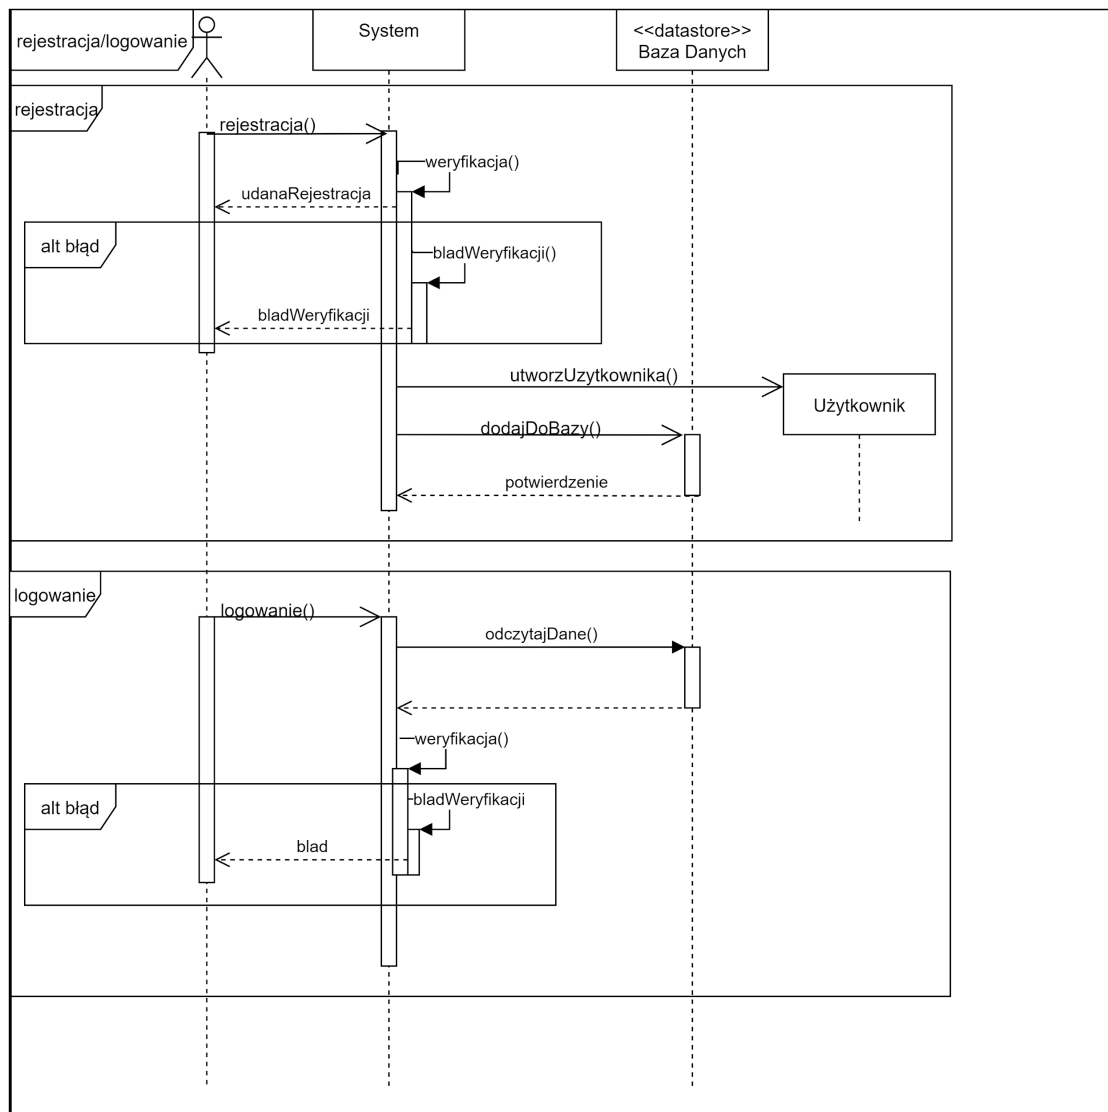 rejestracja/logowanie
System
<<datastore>>
Baza Danych
rejestracja
rejestracja()
weryfikacja()
udanaRejestracja
alt błąd
bladWeryfikacji()
bladWeryfikacji
utworzUzytkownika()
Użytkownik
dodajDoBazy()
potwierdzenie
logowanie
logowanie()
odczytajDane()
weryfikacja()
alt błąd
bladWeryfikacji
blad